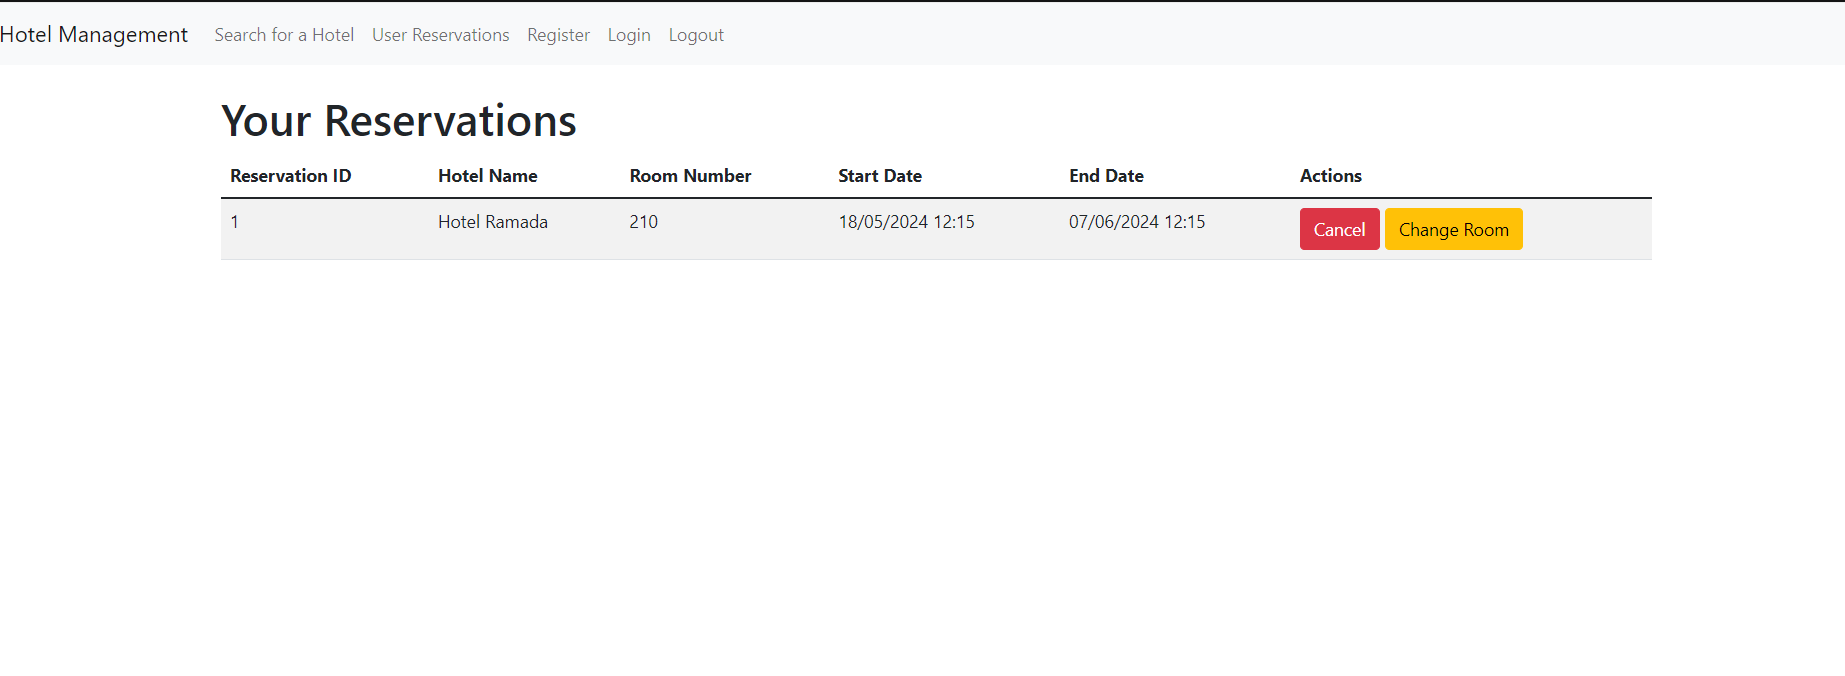 Hotel Management Search for a Hotel User Reservations Register Login Logout
Your Reservations
Reservation ID Hotel Name Room Number Start Date End Date Actions
1 Hotel Ramada 210 18/05/2024 12:15 07/06/2024 12:15 Cancel Change Room